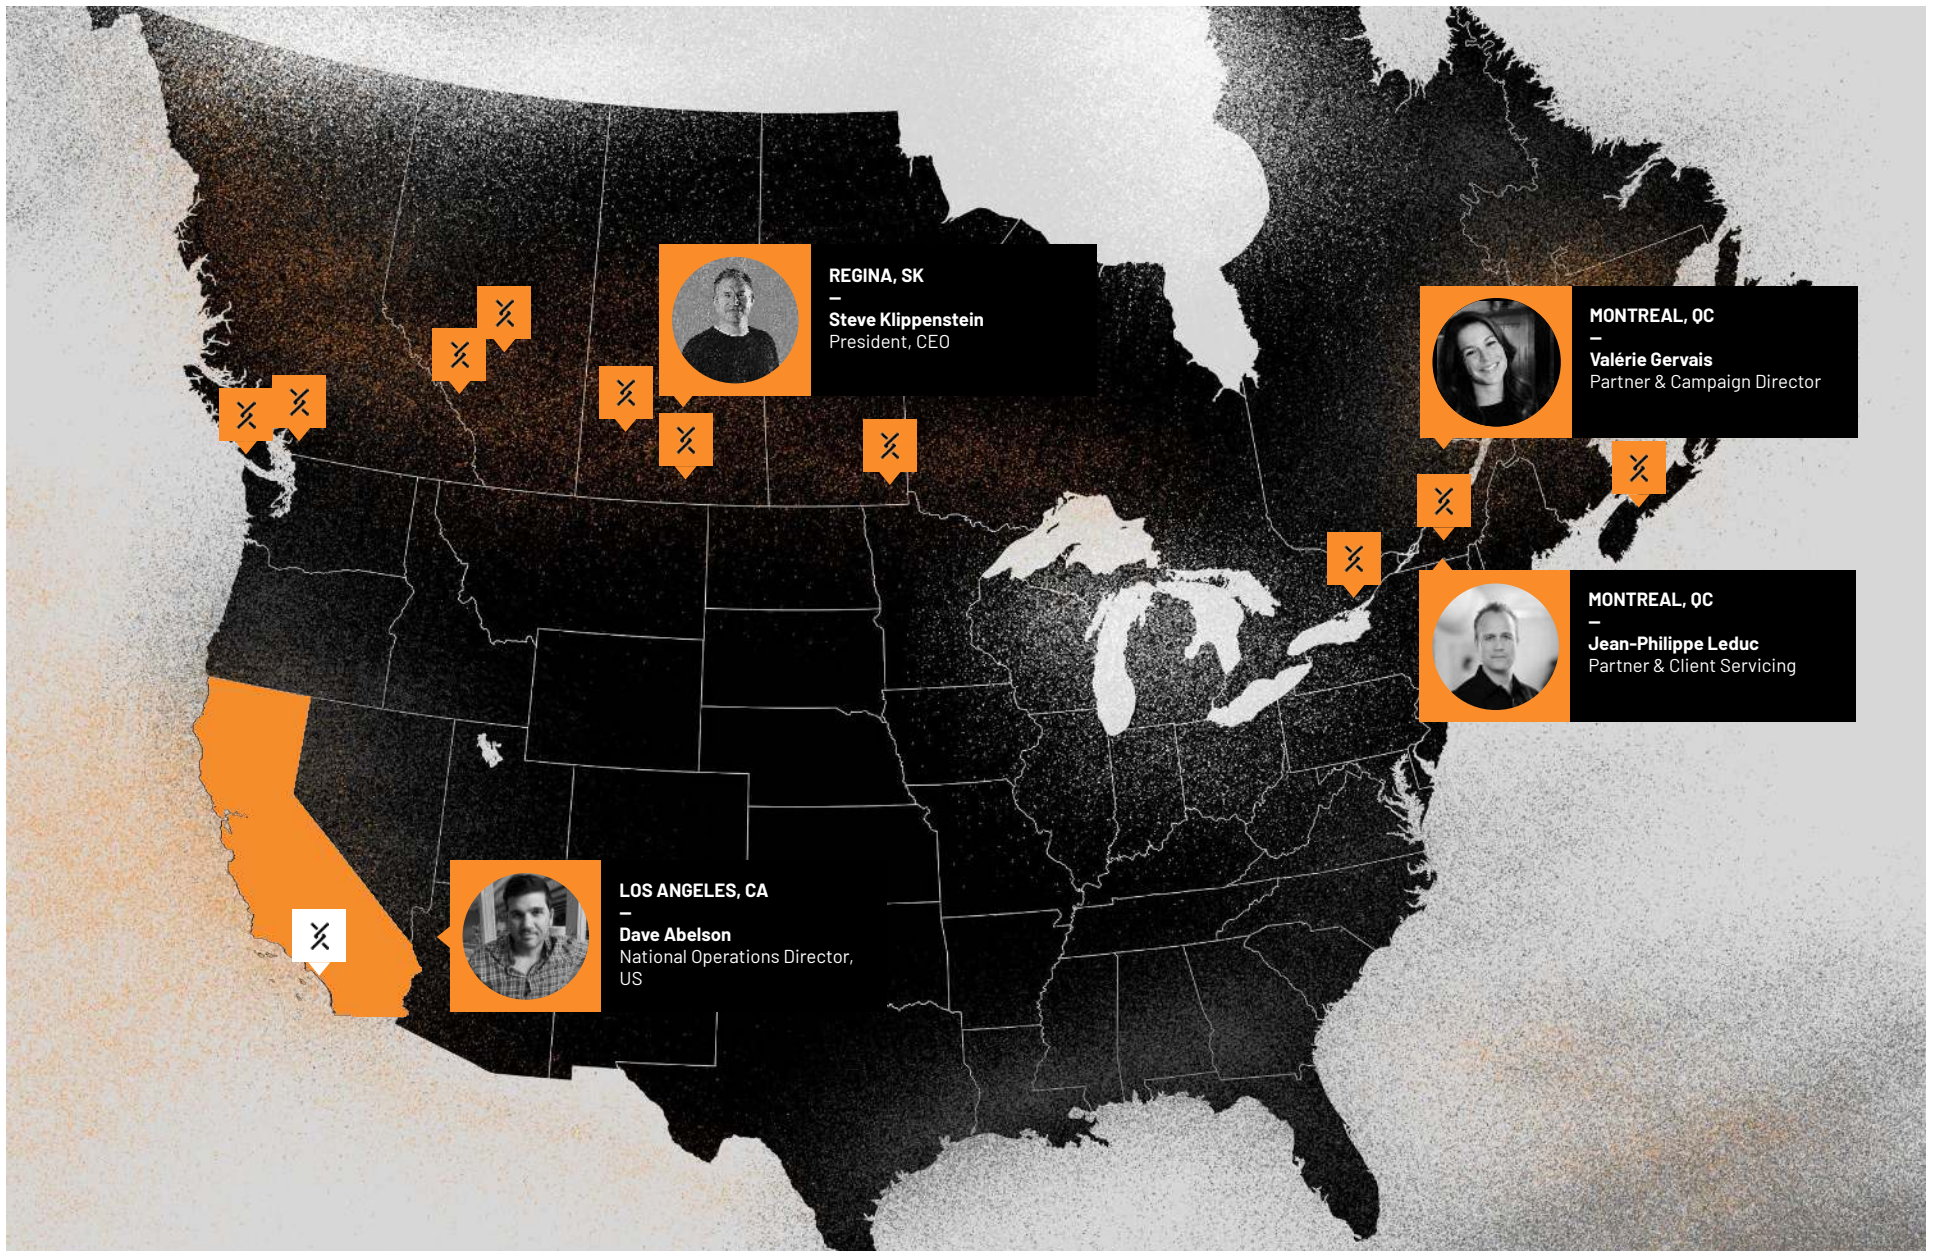 REGINA, SK
–
Steve Klippenstein
President, CEO
MONTREAL, QC
–
Valérie Gervais
Partner & Campaign Director
MONTREAL, QC
–
Jean-Philippe Leduc
Partner & Client Servicing
LOS ANGELES, CA
–
Dave Abelson
National Operations Director,
US